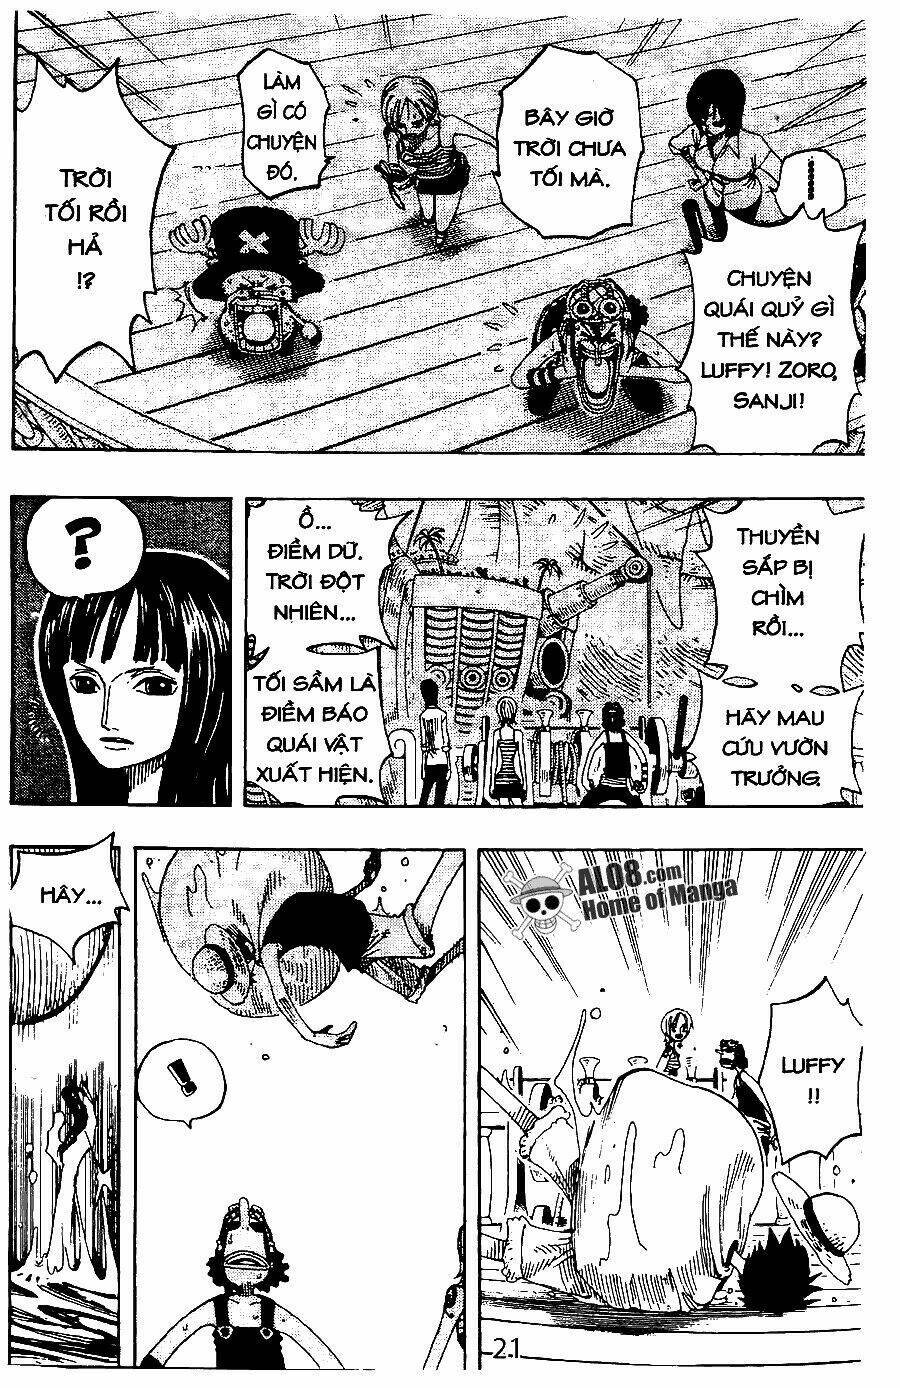 TRỜI
TỐI RỒI
HẢ
!?
LÀM
GÌ CÓ
CHUYỆN
ĐÓ.
BÂY GIỜ
TRỜI CHƯA
TỐI MÀ.
CHUYỆN
QUÁI QUỶ GÌ
THẾ NÀY?
LUFFY! ZORO,
SANJI!
?
Ồ...
ĐIỀM DỮ.
TRỜI ĐỘT
NHIÊN...
TỐI SẦM LÀ
ĐIỀM BÁO
QUÁI VẬT
XUẤT HIỆN.
THUYỀN
SẮP BỊ
CHÌM
RỒI...
HÃY MAU
CỨU VƯỜN
TRƯỞNG.
HÂY...
!
AL08.com
Home of Manga
LUFFY
!!
21